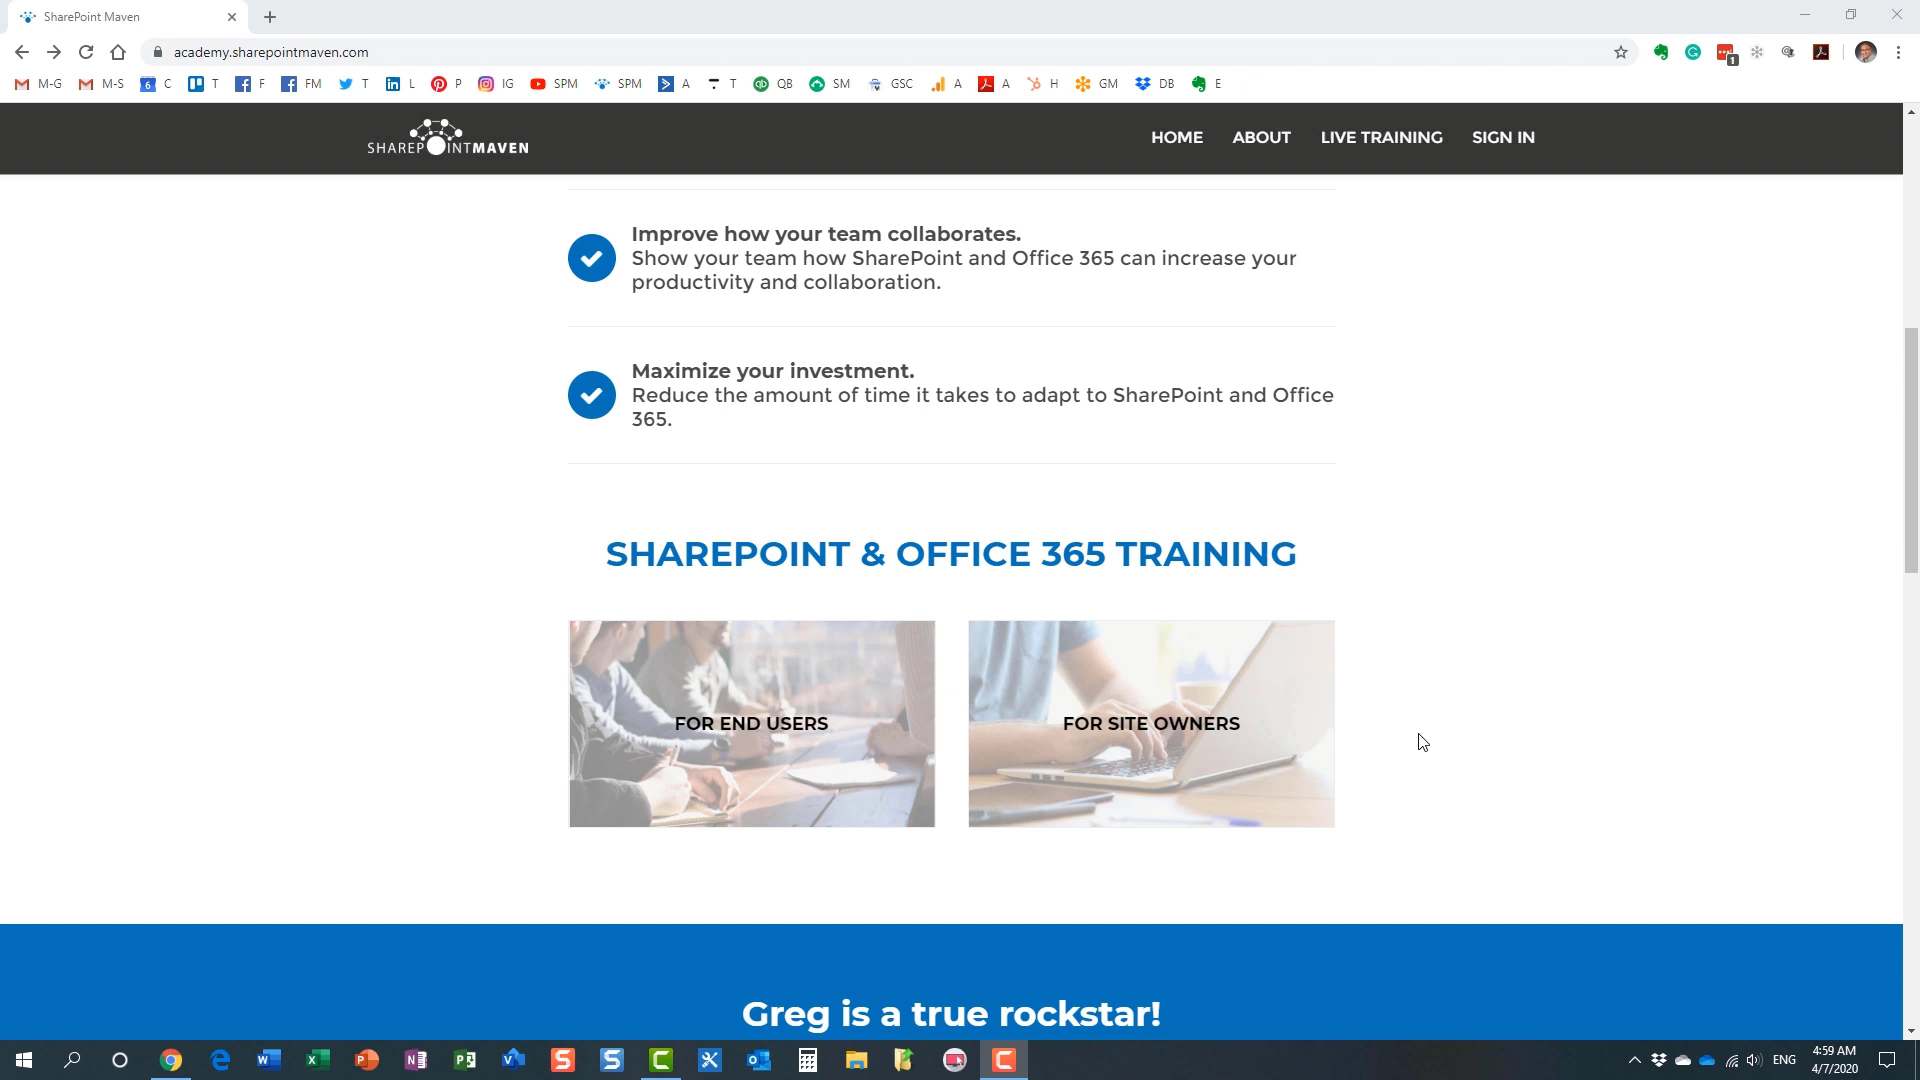 SharePoint Maven
academy.sharepointmaven.com
M-G M-S C T F FM T L P IG SPM SPM A T QB SM GSC A A H GM DB E
SHAREPOINTMAVEN
HOME ABOUT LIVE TRAINING SIGN IN
Improve how your team collaborates.
Show your team how SharePoint and Office 365 can increase your
productivity and collaboration.
Maximize your investment.
Reduce the amount of time it takes to adapt to SharePoint and Office
365.
SHAREPOINT & OFFICE 365 TRAINING
FOR END USERS
FOR SITE OWNERS
Greg is a true rockstar!
ENG
4:59 AM
4/7/2020